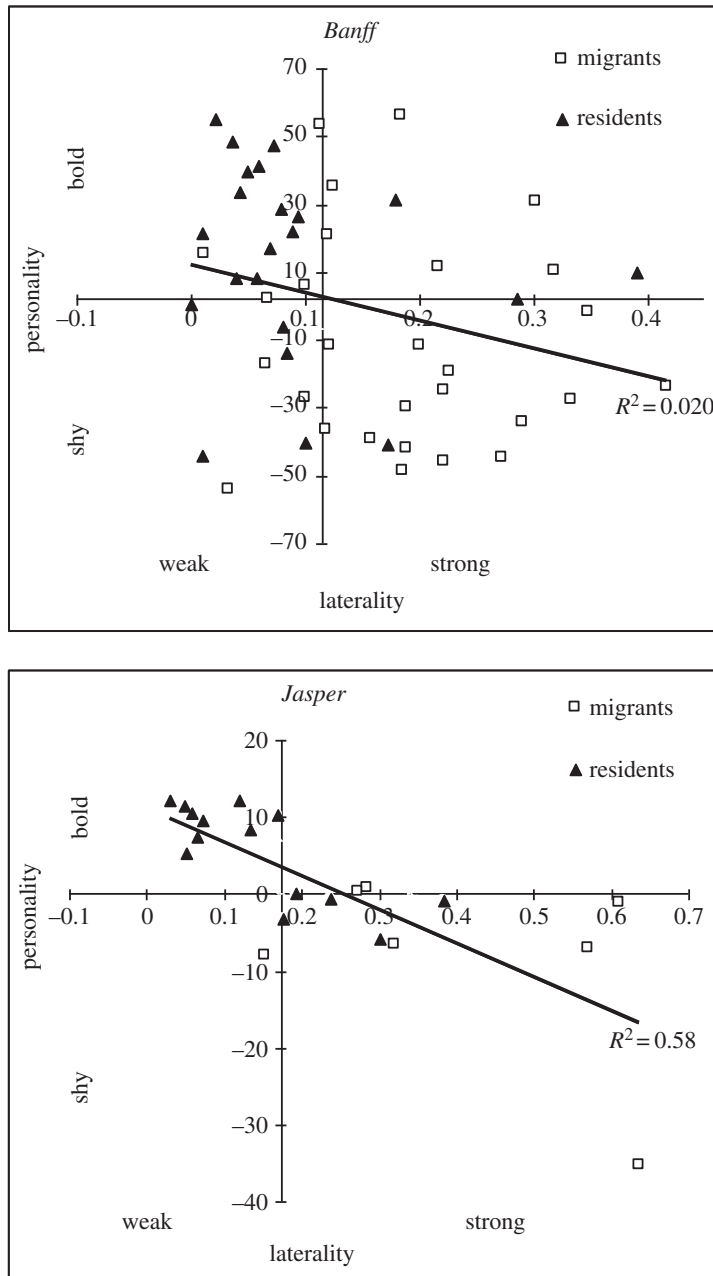 Banff
70
migrants
50
residents
bold
30
10
personality
–0.1
0
0.1
0.2
0.3
0.4
–10
–30
R² = 0.020
shy
–50
–70
weak
strong
laterality
Jasper
migrants
20
residents
bold
10
personality
0
–0.1
0
0.1
0.2
0.3
0.4
0.5
0.6
0.7
–10
–20
R² = 0.58
shy
–30
–40
weak
strong
laterality